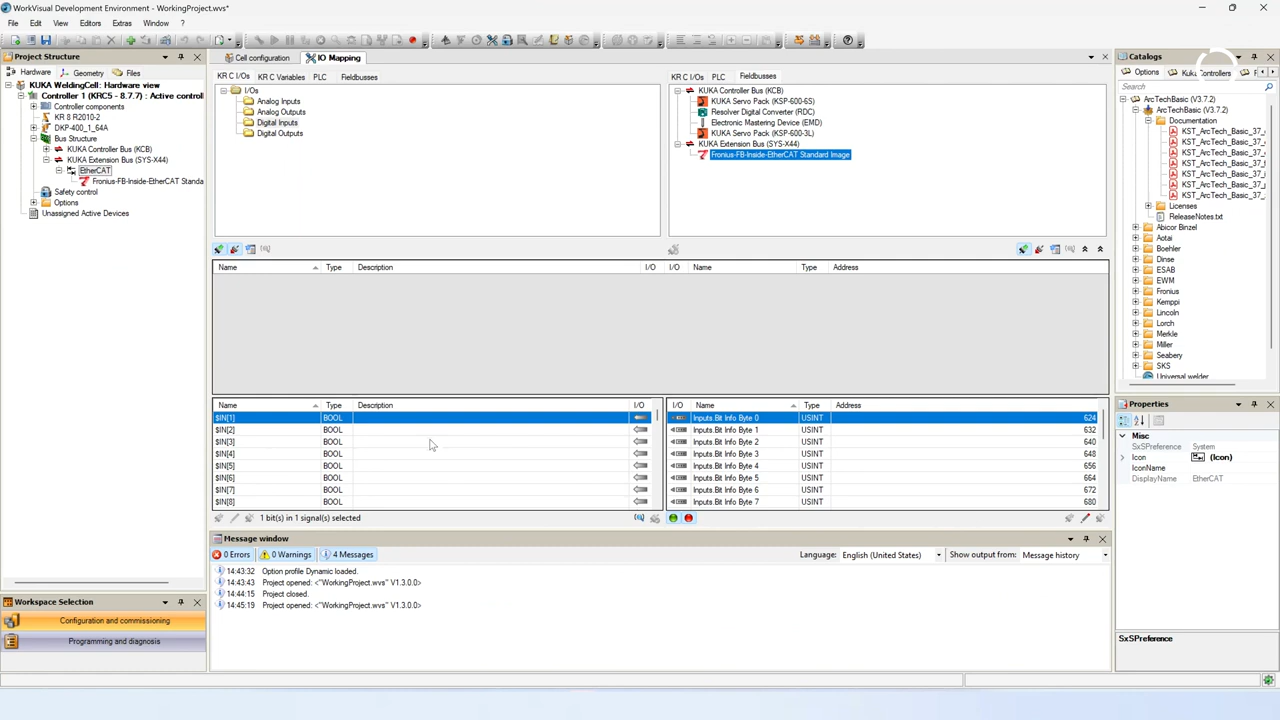 WorkVisual Development Environment - WorkingProject.wvs*
File Edit View Editors Extras Window ?
Project Structure
Hardware Geometry Files
KUKA WeldingCell: Hardware view
Controller 1 (KRC5 - 8.7.7) : Active control
Controller components
KR 8 R2010-2
DKP-400_1_64A
Bus Structure
KUKA Controller Bus (KCB)
KUKA Extension Bus (SYS-X44)
EtherCAT
Fronius-FB-Inside-EtherCAT Standa
Safety control
Options
Unassigned Active Devices
Cell configuration IO Mapping
KR C I/Os KR C Variables PLC Fieldbusses
I/Os
Analog Inputs
Analog Outputs
Digital Inputs
Digital Outputs
KR C I/Os PLC Fieldbusses
KUKA Controller Bus (KCB)
KUKA Servo Pack (KSP-600-6S)
Resolver Digital Converter (RDC)
Electronic Mastering Device (EMD)
KUKA Servo Pack (KSP-600-3L)
KUKA Extension Bus (SYS-X44)
Fronius-FB-Inside-EtherCAT Standard Image
Name Type Description I/O I/O Name Type Address
Name Type Description I/O I/O Name Type Address
$IN[1] BOOL Inputs.Bit Info Byte 0 USINT 624
$IN[2] BOOL Inputs.Bit Info Byte 1 USINT 632
$IN[3] BOOL Inputs.Bit Info Byte 2 USINT 640
$IN[4] BOOL Inputs.Bit Info Byte 3 USINT 648
$IN[5] BOOL Inputs.Bit Info Byte 4 USINT 656
$IN[6] BOOL Inputs.Bit Info Byte 5 USINT 664
$IN[7] BOOL Inputs.Bit Info Byte 6 USINT 672
$IN[8] BOOL Inputs.Bit Info Byte 7 USINT 680
1 bit(s) in 1 signal(s) selected
Message window
0 Errors 0 Warnings 4 Messages Language: English (United States) Show output from: Message history
14:43:32 Option profile Dynamic loaded.
14:43:43 Project opened: <"WorkingProject.wvs" V1.3.0.0>
14:44:15 Project closed.
14:45:19 Project opened: <"WorkingProject.wvs" V1.3.0.0>
Workspace Selection
Configuration and commissioning
Programming and diagnosis
Catalogs
Options Kuka Controllers F
Search
ArcTechBasic (V3.7.2)
ArcTechBasic (V3.7.2)
Documentation
KST_ArcTech_Basic_37_
KST_ArcTech_Basic_37_
KST_ArcTech_Basic_37_
KST_ArcTech_Basic_37_
KST_ArcTech_Basic_37_
KST_ArcTech_Basic_37_
KST_ArcTech_Basic_37_
Licenses
ReleaseNotes.txt
Abicor Binzel
Aotai
Boehler
Dinse
ESAB
EWM
Fronius
Kemppi
Lincoln
Lorch
Merkle
Miller
Seabery
SKS
Universal welder
Properties
Misc
SxSPreference System
Icon (Icon)
IconName
DisplayName EtherCAT
SxSPreference